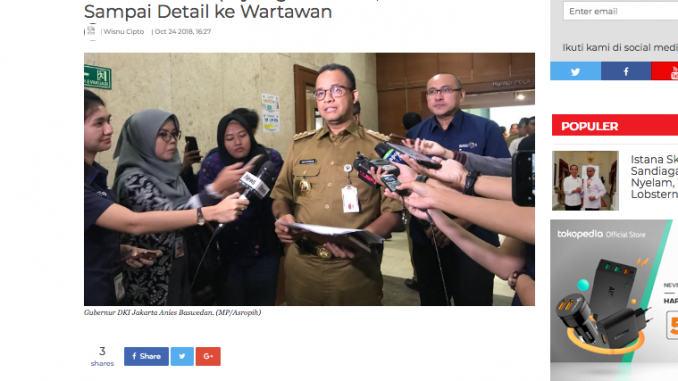 Sampai Detail ke Wartawan
Wisnu Cipto | Oct 24 2018, 16:27
Gubernur DKI Jakarta Anies Baswedan. (MP/Asropih)
3
shares
Share
Enter email
Ikuti kami di social medi
POPULER
Istana Sk
Sandiaga
Nyelam,
Lobstern
tokopedia Official Store
NEVE
HAR
5